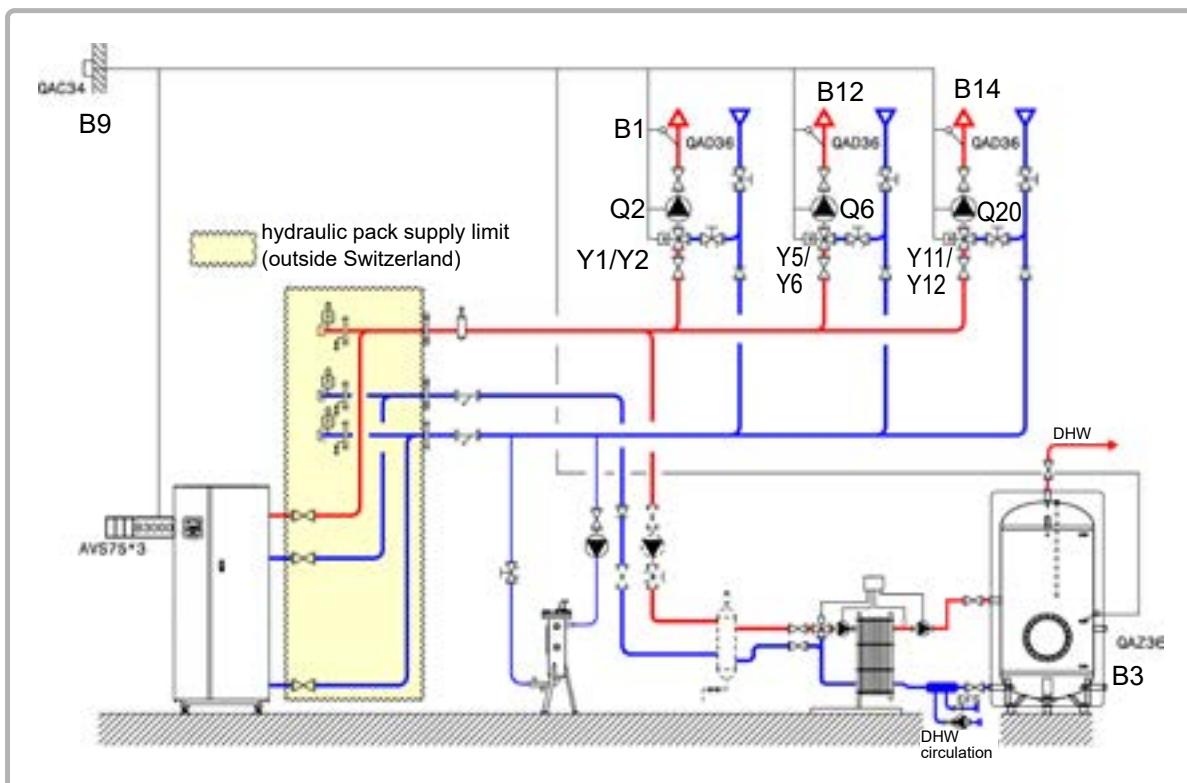 QAC34
B9
B1
QAD36
B12
QAD36
B14
QAD36
Q2
Q6
Q20
Y1/Y2
Y5/
Y6
Y11/
Y12
hydraulic pack supply limit
(outside Switzerland)
DHW
AVS75*3
QAZ36
B3
DHW
circulation